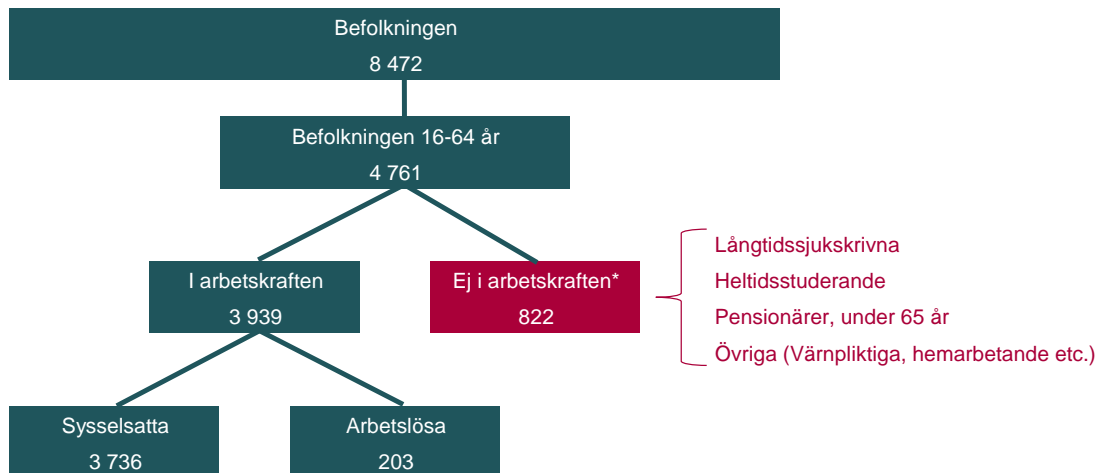 Befolkningen
8 472
Befolkningen 16-64 år
4 761
I arbetskraften
3 939
Ej i arbetskraften*
822
Långtidssjukskrivna
Heltidsstuderande
Pensionärer, under 65 år
Övriga (Värnpliktiga, hemarbetande etc.)
Sysselsatta
3 736
Arbetslösa
203